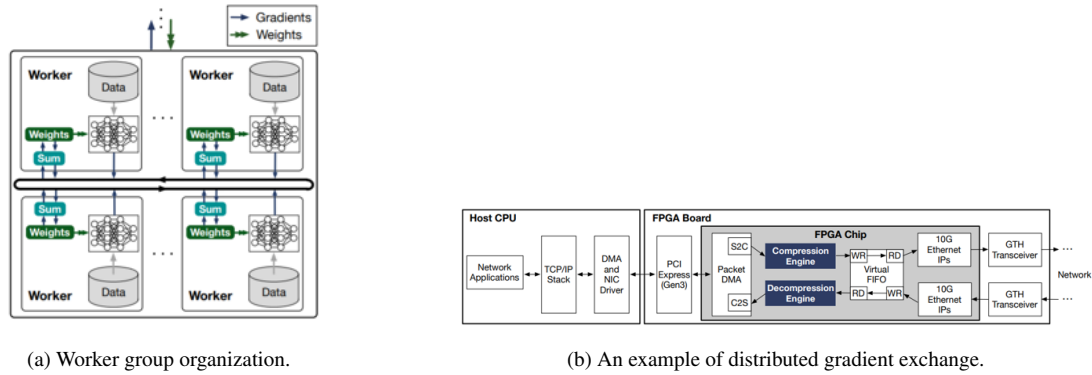 Gradients
Weights
Worker
Data
Weights
Sum
Worker
Data
Weights
Sum
Sum
Weights
Data
Worker
Sum
Weights
Data
Worker
(a) Worker group organization.
Host CPU
Network
Applications
TCP/IP
Stack
DMA
and
NIC
Driver
FPGA Board
PCI
Express
(Gen3)
FPGA Chip
S2C
Packet
DMA
C2S
Compression
Engine
Decompression
Engine
WR
RD
Virtual
FIFO
RD
WR
10G
Ethernet
IPs
10G
Ethernet
IPs
GTH
Transceiver
GTH
Transceiver
Network
(b) An example of distributed gradient exchange.